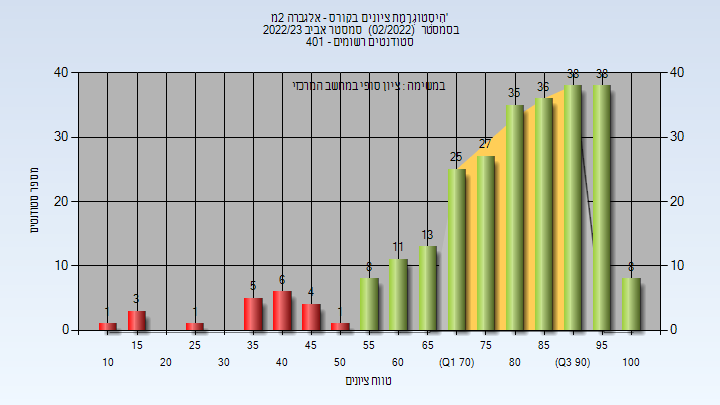 היסטוגרמת ציונים בקורס - אלגברה 2מ'
בסמסטר (02/2022) סמסטר אביב 2022/23
סטודנטים רשומים - 401
במשימה : ציון סופי במחשב המרכזי
מספר סטודנטים
40 30 20 10 0
1 3 1 5 6 4 1 8 11 13 25 27 35 36 38 38 8
40 30 20 10 0
10 15 20 25 30 35 40 45 50 55 60 65 (Q1 70) 75 80 85 (Q3 90) 95 100
טווח ציונים